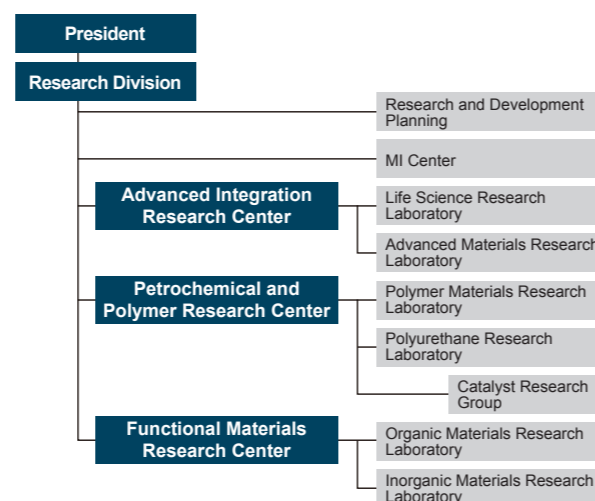 President
Research Division
Research and Development
Planning
MI Center
Advanced Integration
Research Center
Life Science Research
Laboratory
Advanced Materials Research
Laboratory
Petrochemical and
Polymer Research Center
Polymer Materials Research
Laboratory
Polyurethane Research
Laboratory
Catalyst Research
Group
Functional Materials
Research Center
Organic Materials Research
Laboratory
Inorganic Materials Research
Laboratory